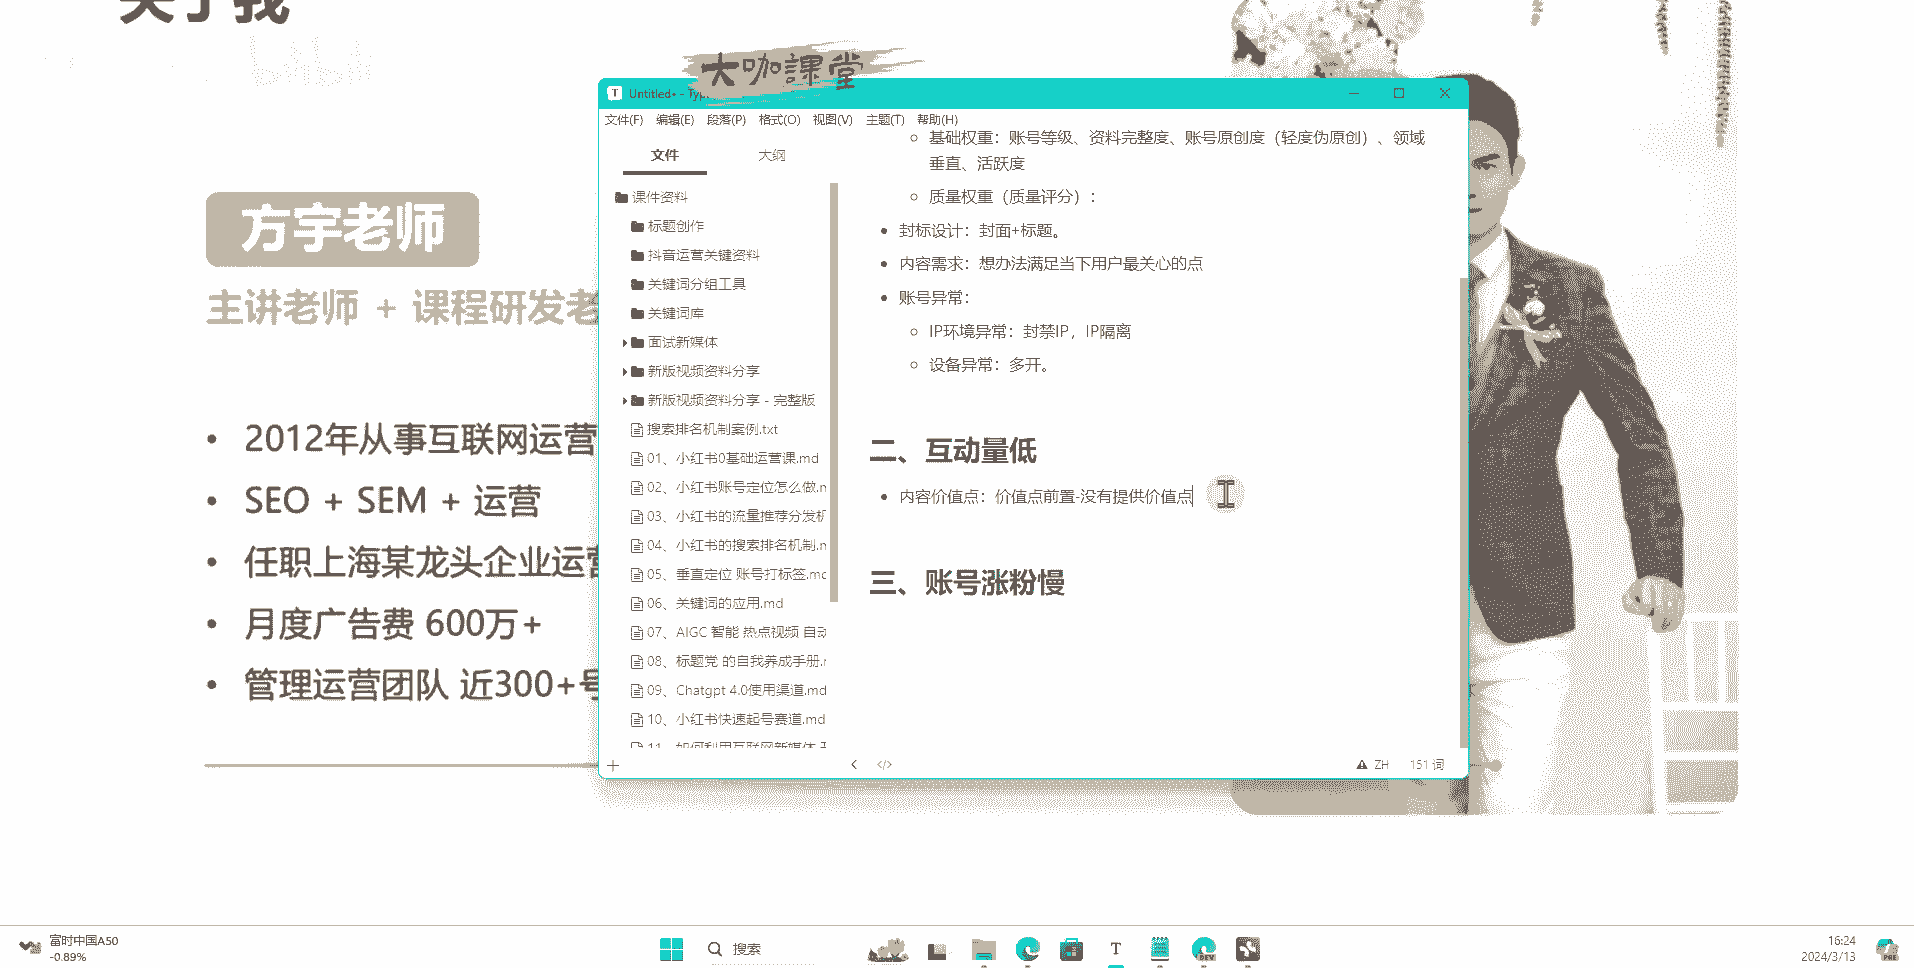 关于我
bilibili
大咖課堂
方宇老师
主讲老师 + 课程研发老
• 2012年从事互联网运营
• SEO + SEM + 运营
• 任职上海某龙头企业运营
• 月度广告费 600万+
• 管理运营团队 近300+号
T Untitled• - Typ
文件(F) 编辑(E) 段落(P) 格式(O) 视图(V) 主题(T) 帮助(H)
文件 大纲
课件资料
标题创作
抖音运营关键资料
关键词分组工具
关键词库
面试新媒体
新版视频资料分享
新版视频资料分享 - 完整版
搜索排名机制案例.txt
01、小红书0基础运营课.md
02、小红书账号定位怎么做.m
03、小红书的流量推荐分发机
04、小红书的搜索排名机制.m
05、垂直定位 账号打标签.md
06、关键词的应用.md
07、AIGC 智能 热点视频 自动
08、标题党 的自我养成手册.m
09、Chatgpt 4.0使用渠道.md
10、小红书快速起号赛道.md
11、如何利用互联网新媒体
基础权重：账号等级、资料完整度、账号原创度（轻度伪原创）、领域
垂直、活跃度
质量权重（质量评分）：
• 封标设计：封面+标题。
• 内容需求：想办法满足当下用户最关心的点
• 账号异常：
IP环境异常：封禁IP，IP隔离
设备异常：多开。
二、互动量低
• 内容价值点：价值点前置-没有提供价值点
三、账号涨粉慢
ZH 151 词
富时中国A50
-0.89%
搜索
T
DEV
16:24
2024/3/13
PRE